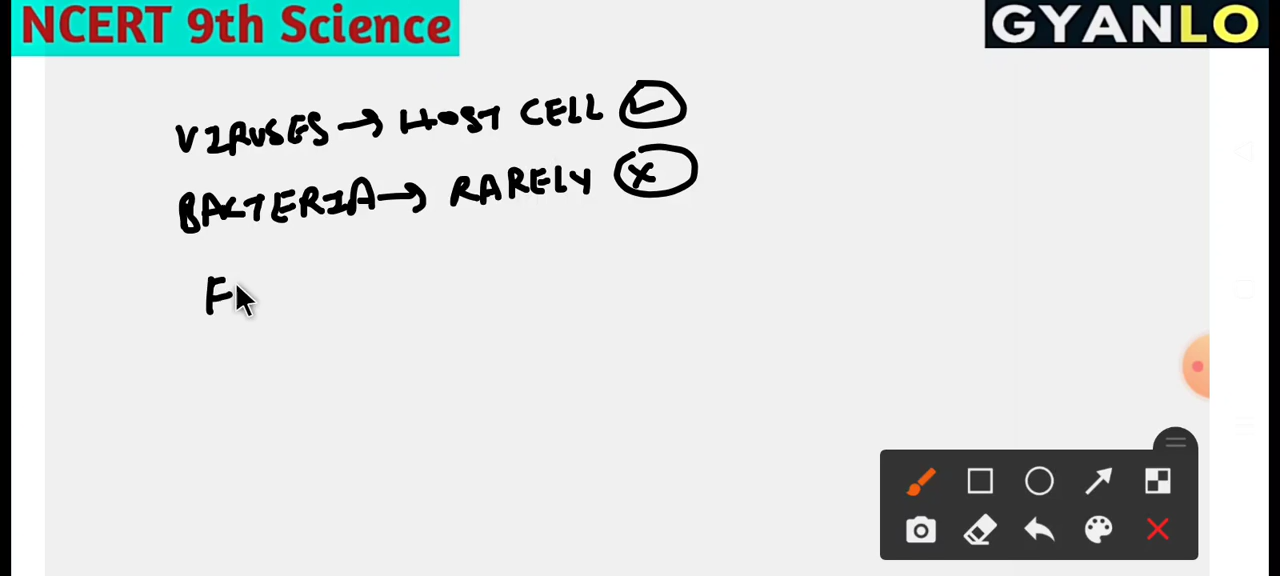 NCERT 9th Science
GYANLO
VIRUSES → HOST CELL ✓
BACTERIA → RARELY X
F